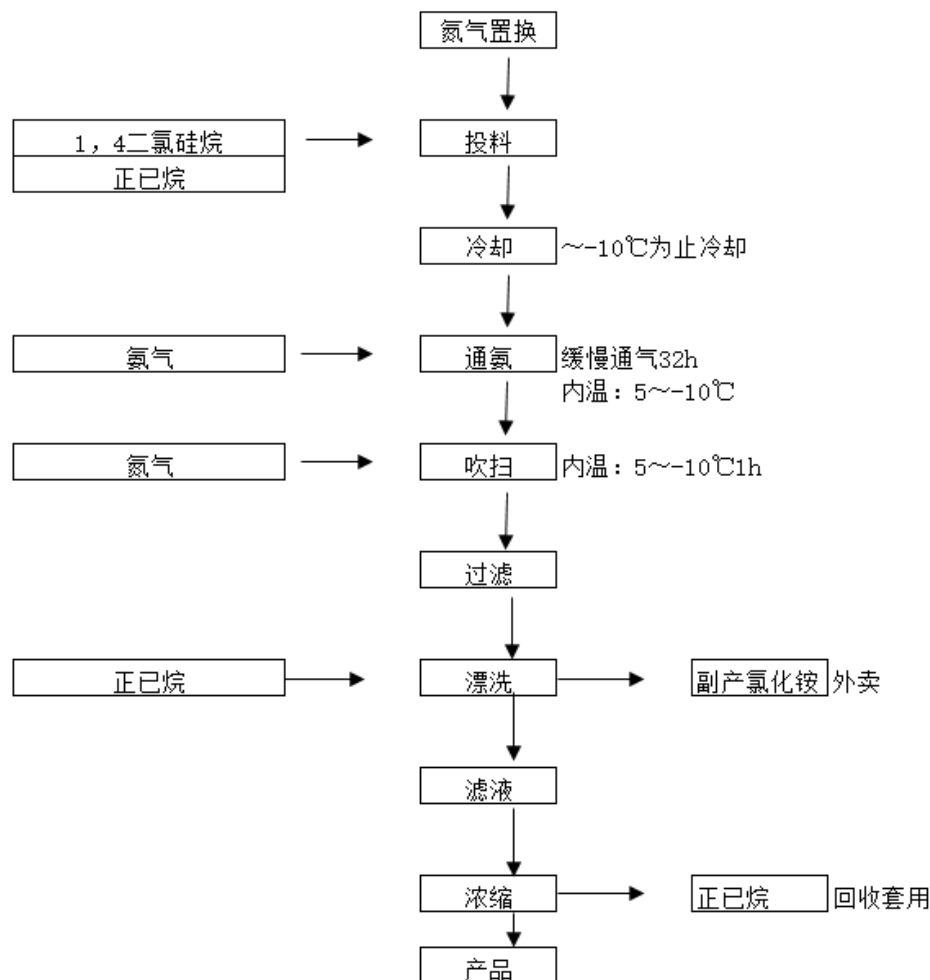 氮气置换
1，4二氯硅烷
投料
正已烷
冷却
～-10℃为止冷却
氨气
通氨
缓慢通气32h
内温：5～-10℃
氮气
吹扫
内温：5～-10℃1h
过滤
正已烷
漂洗
副产氯化铵
外卖
滤液
浓缩
正已烷
回收套用
产品